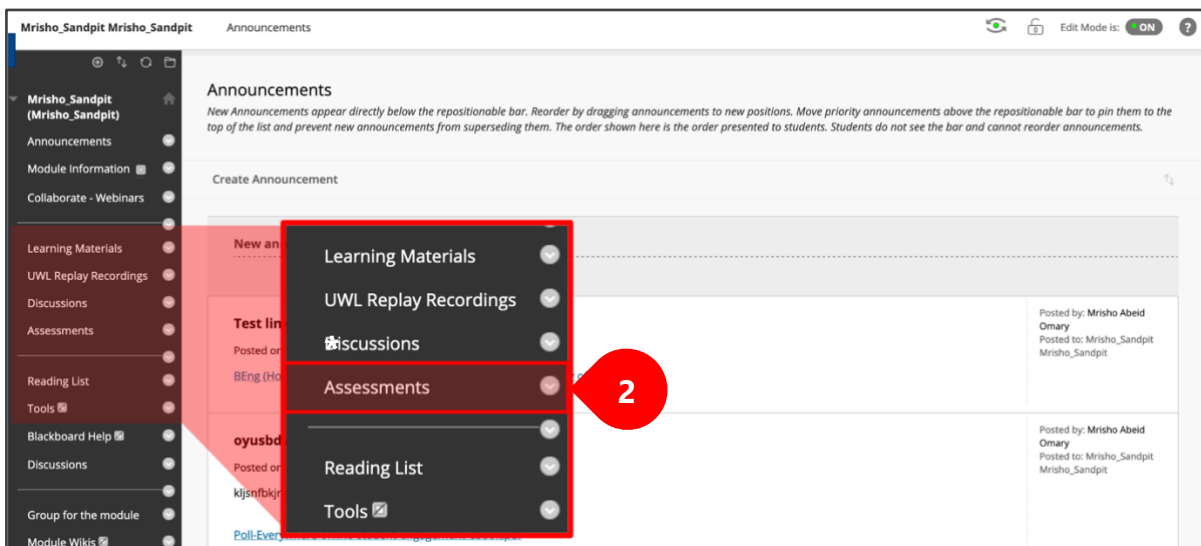 Mrisho_Sandpit Mrisho_Sandpit Announcements Edit Mode is: ON ?
Mrisho_Sandpit
(Mrisho_Sandpit)
Announcements
Module Information
Collaborate - Webinars
Learning Materials
UWL Replay Recordings
Discussions
Assessments
Reading List
Tools
Blackboard Help
Discussions
Group for the module
Module Wikis
Announcements
New Announcements appear directly below the repositionable bar. Reorder by dragging announcements to new positions. Move priority announcements above the repositionable bar to pin them to the
top of the list and prevent new announcements from superseding them. The order shown here is the order presented to students. Students do not see the bar and cannot reorder announcements.
Create Announcement
New an
Test lin
Posted or
BEng (Ho
Posted by: Mrisho Abeid
Omary
Posted to: Mrisho_Sandpit
Mrisho_Sandpit
oyusbd
Posted or
kljsnfbkjr
Poll-Every
Posted by: Mrisho Abeid
Omary
Posted to: Mrisho_Sandpit
Mrisho_Sandpit
Learning Materials
UWL Replay Recordings
Discussions
Assessments
2
Reading List
Tools